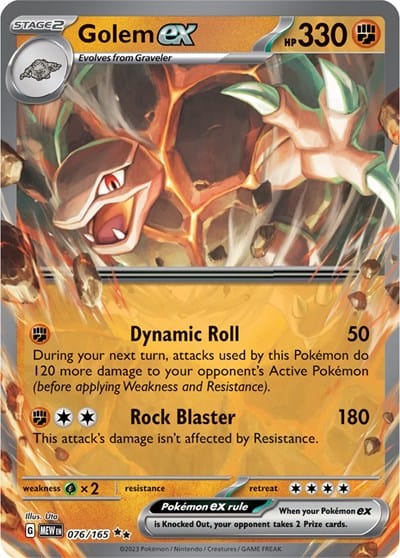 STAGE2 Golem ex HP 330
Evolves from Graveler
Dynamic Roll 50
During your next turn, attacks used by this Pokémon do
120 more damage to your opponent's Active Pokémon
(before applying Weakness and Resistance).
Rock Blaster 180
This attack's damage isn't affected by Resistance.
weakness ×2 resistance retreat
Illus. Uta
Pokémon ex rule When your Pokémon ex
is Knocked Out, your opponent takes 2 Prize cards.
G MEW EN 076/165
©2023 Pokémon / Nintendo / Creatures / GAME FREAK